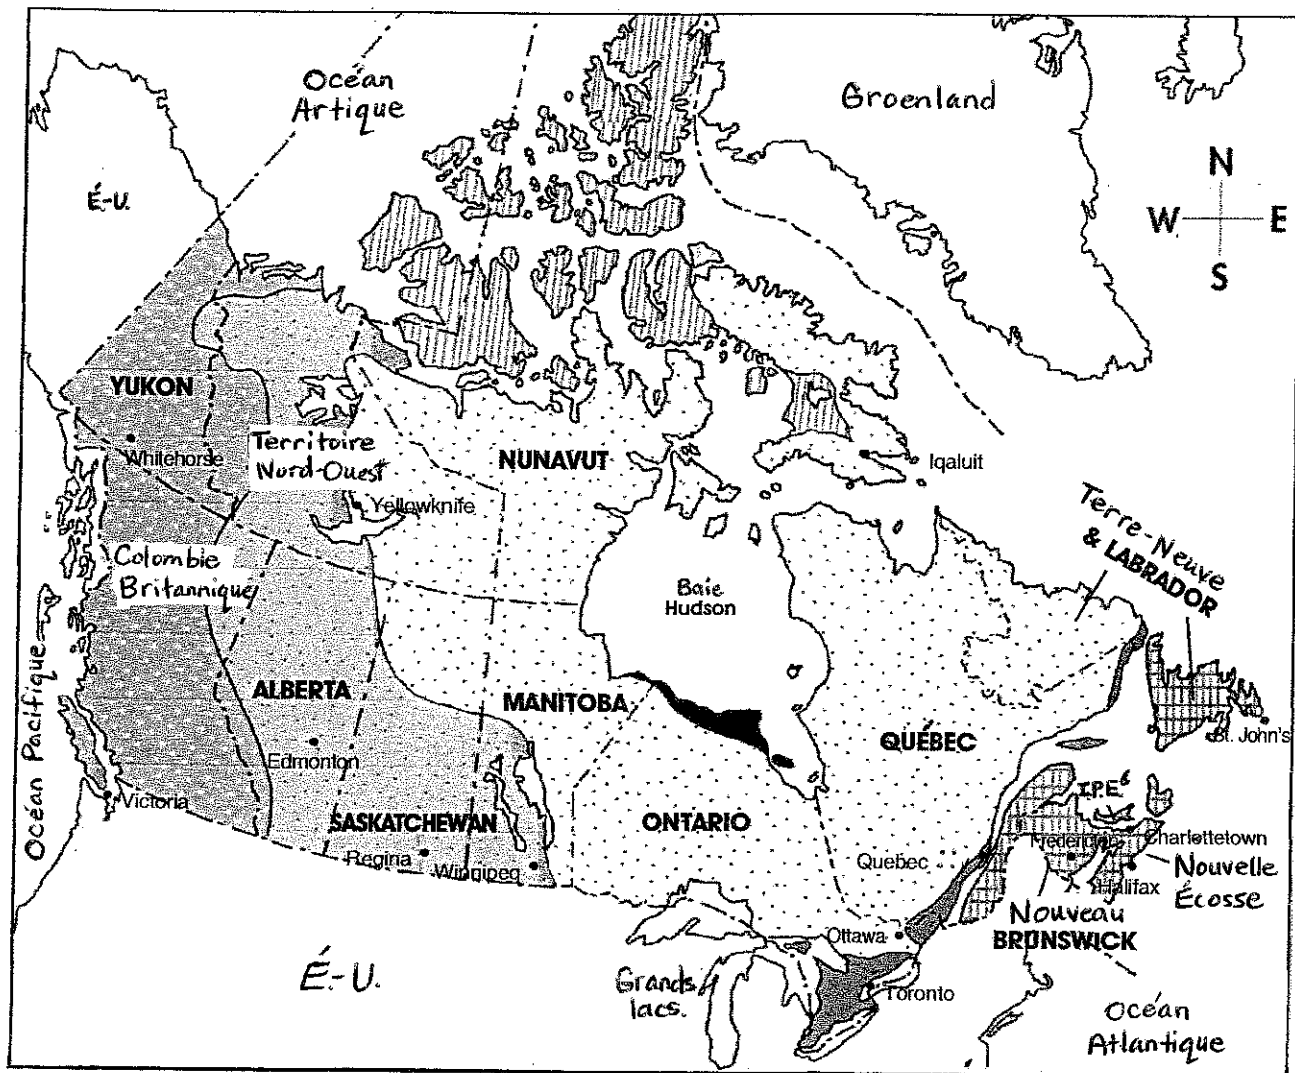 Océan
Artique
Groenland
É.-U.
N
W E
S
YUKON
Whitehorse
Territoire
Nord-Ouest
NUNAVUT
Iqaluit
Yellowknife
Terre-Neuve
& LABRADOR
Colombie
Britannique
Baie
Hudson
Océan Pacifique
ALBERTA
MANITOBA
QUÉBEC
St. John's
Edmonton
Victoria
I.P.É
SASKATCHEWAN
ONTARIO
Charlottetown
Regina
Winnipeg
Quebec
Halifax
Nouvelle
Écosse
Nouveau
BRUNSWICK
Ottawa
É.-U.
Grands
lacs.
Toronto
Océan
Atlantique